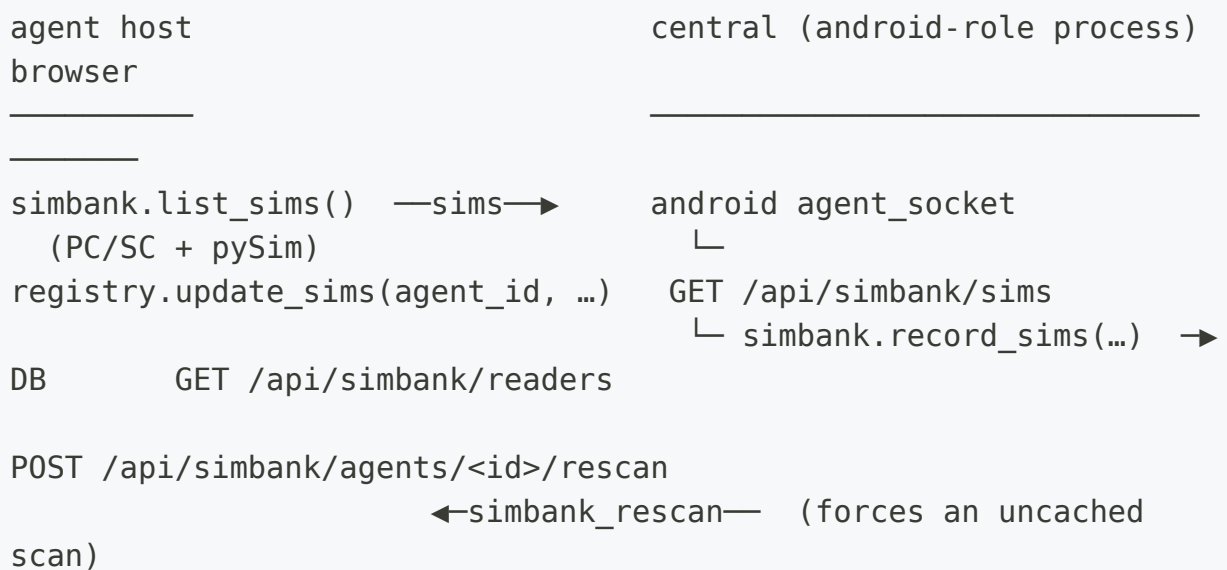 agent host                         central (android-role process)
browser
──────────                         ──────────────────────────────
───────
simbank.list_sims()  ──sims──▶     android agent_socket
  (PC/SC + pySim)                    └─
registry.update_sims(agent_id, …)   GET /api/simbank/sims
                                     └─ simbank.record_sims(…)  ─▶
DB       GET /api/simbank/readers

POST /api/simbank/agents/<id>/rescan
                       ◀─simbank_rescan──  (forces an uncached
scan)